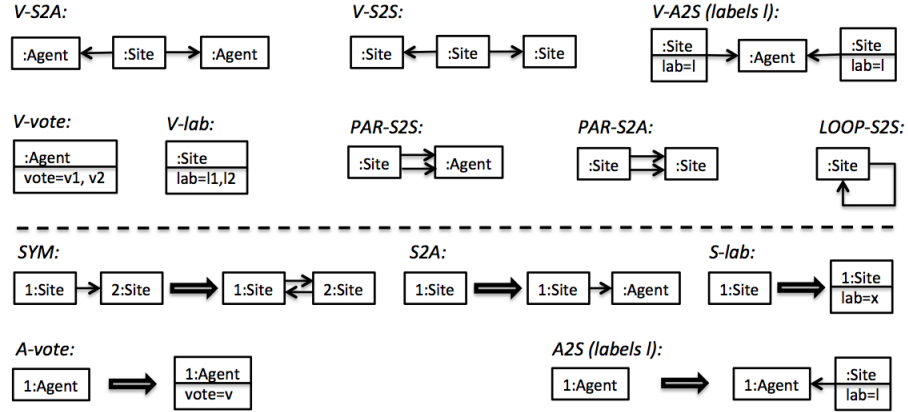 V-S2A: V-S2S: V-A2S (labels l):
:Agent :Site :Agent :Site :Site :Site :Site lab=l :Agent :Site lab=l
V-vote: V-lab: PAR-S2S: PAR-S2A: LOOP-S2S:
:Agent vote=v1, v2 :Site lab=l1,l2 :Site :Agent :Site :Site :Site
SYM: S2A: S-lab:
1:Site 2:Site 1:Site 2:Site 1:Site 1:Site :Agent 1:Site 1:Site lab=x
A-vote: A2S (labels l):
1:Agent 1:Agent vote=v 1:Agent 1:Agent :Site lab=l